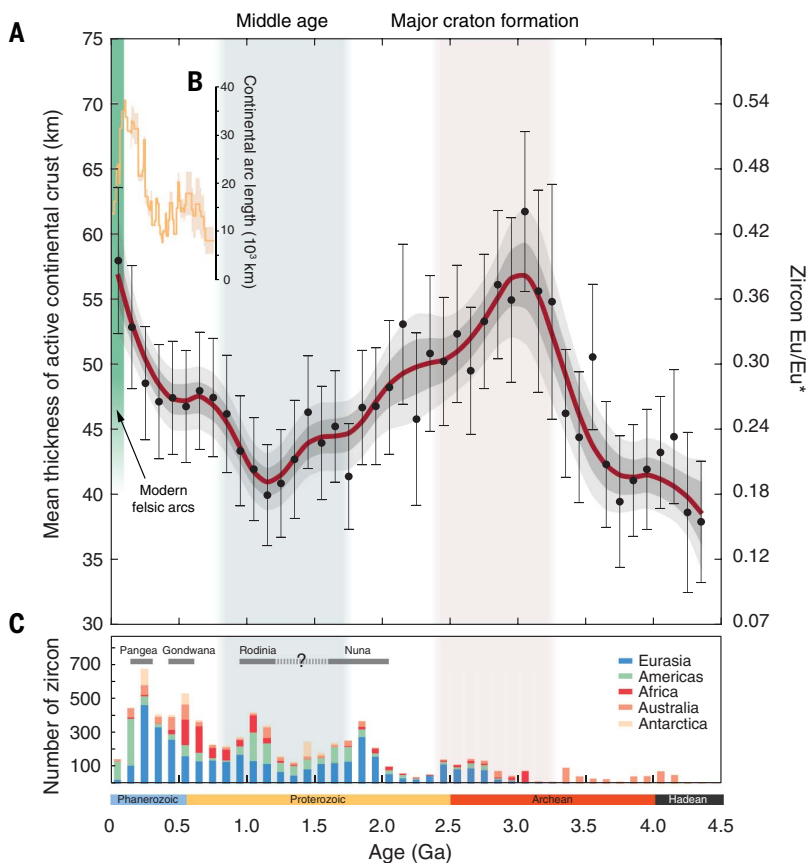 Middle age
Major craton formation
A
75
70
65
60
55
50
45
40
35
30
Mean thickness of active continental crust (km)
B
40
30
20
10
0
Continental arc length (10³ km)
0.54
0.48
0.42
0.36
0.30
0.24
0.18
0.12
0.07
Zircon Eu/Eu*
Modern
felsic arcs
C
Pangea
Gondwana
Rodinia
?
Nuna
700
500
300
100
Number of zircon
Eurasia
Americas
Africa
Australia
Antarctica
Phanerozoic
Proterozoic
Archean
Hadean
0
0.5
1.0
1.5
2.0
2.5
3.0
3.5
4.0
4.5
Age (Ga)